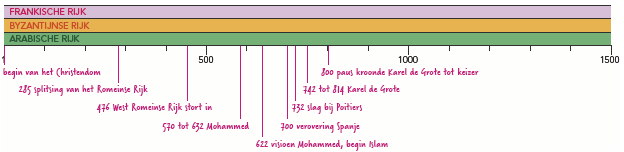 FRANKISCHE RIJK
BYZANTIJNSE RIJK
ARABISCHE RIJK
500
1000
1500
begin van het Christendom
800 paus kroonde Karel de Grote tot keizer
285 splitsing van het Romeinse Rijk
742 tot 814 Karel de Grote
476 West Romeinse Rijk stort in
732 slag bij Poitiers
570 tot 632 Mohammed
700 verovering Spanje
622 visioen Mohammed, begin Islam